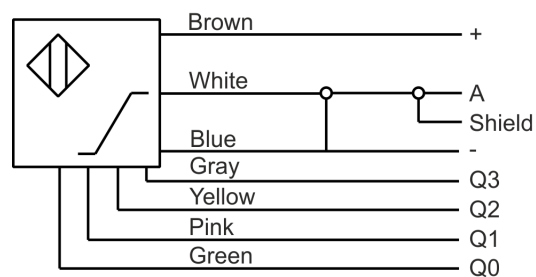 Brown +
White A
Shield
Blue -
Gray Q3
Yellow Q2
Pink Q1
Green Q0